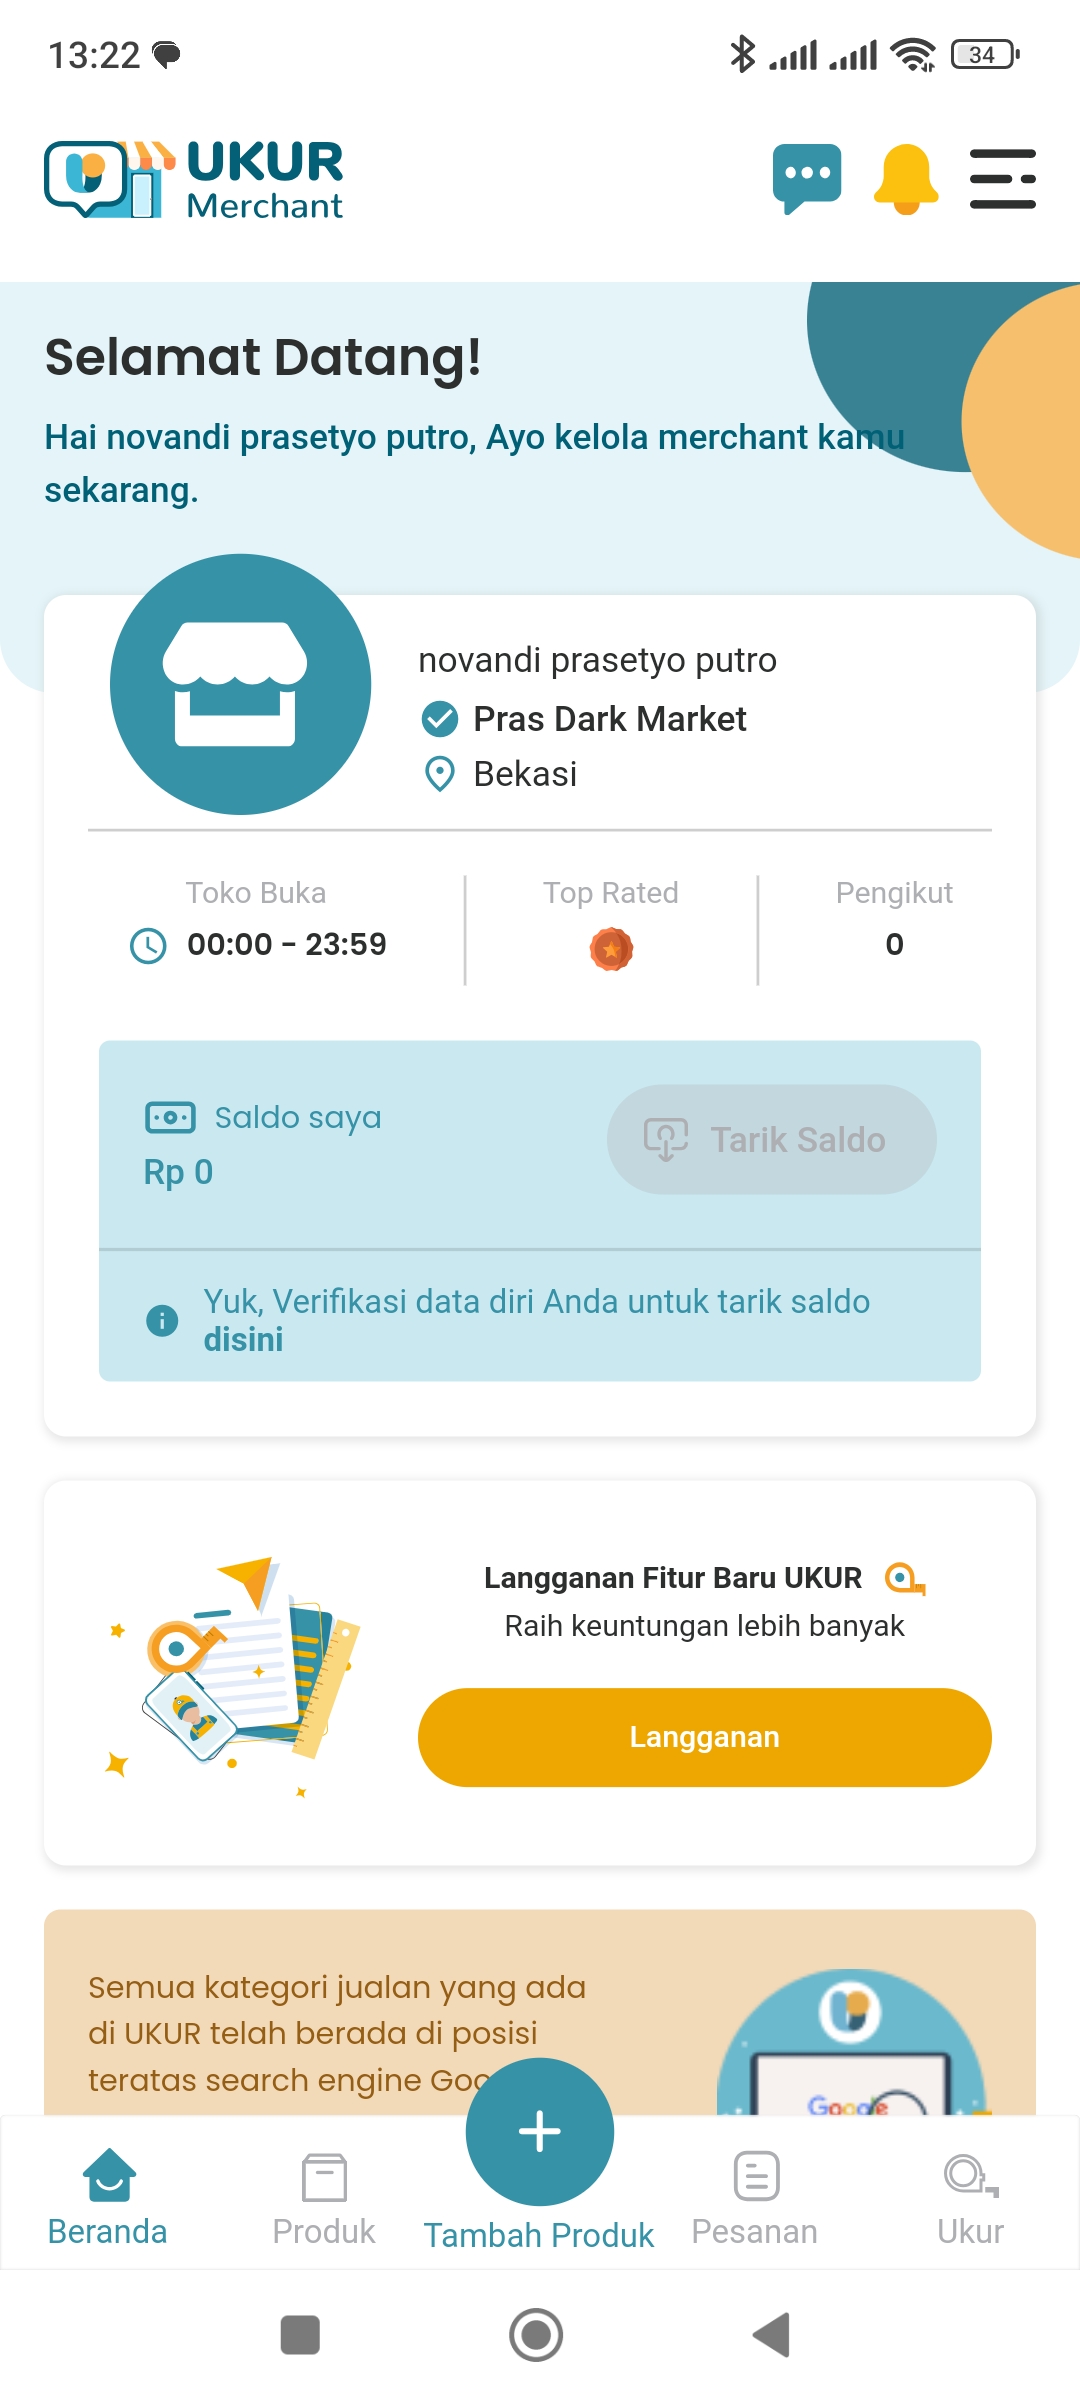 13:22
34
UKUR
Merchant
Selamat Datang!
Hai novandi prasetyo putro, Ayo kelola merchant kamu
sekarang.
novandi prasetyo putro
Pras Dark Market
Bekasi
Toko Buka
00:00 - 23:59
Top Rated
Pengikut
0
Saldo saya
Rp 0
Tarik Saldo
Yuk, Verifikasi data diri Anda untuk tarik saldo
disini
Langganan Fitur Baru UKUR
Raih keuntungan lebih banyak
Langganan
Semua kategori jualan yang ada
di UKUR telah berada di posisi
teratas search engine Goo
Google
Beranda
Produk
Tambah Produk
Pesanan
Ukur